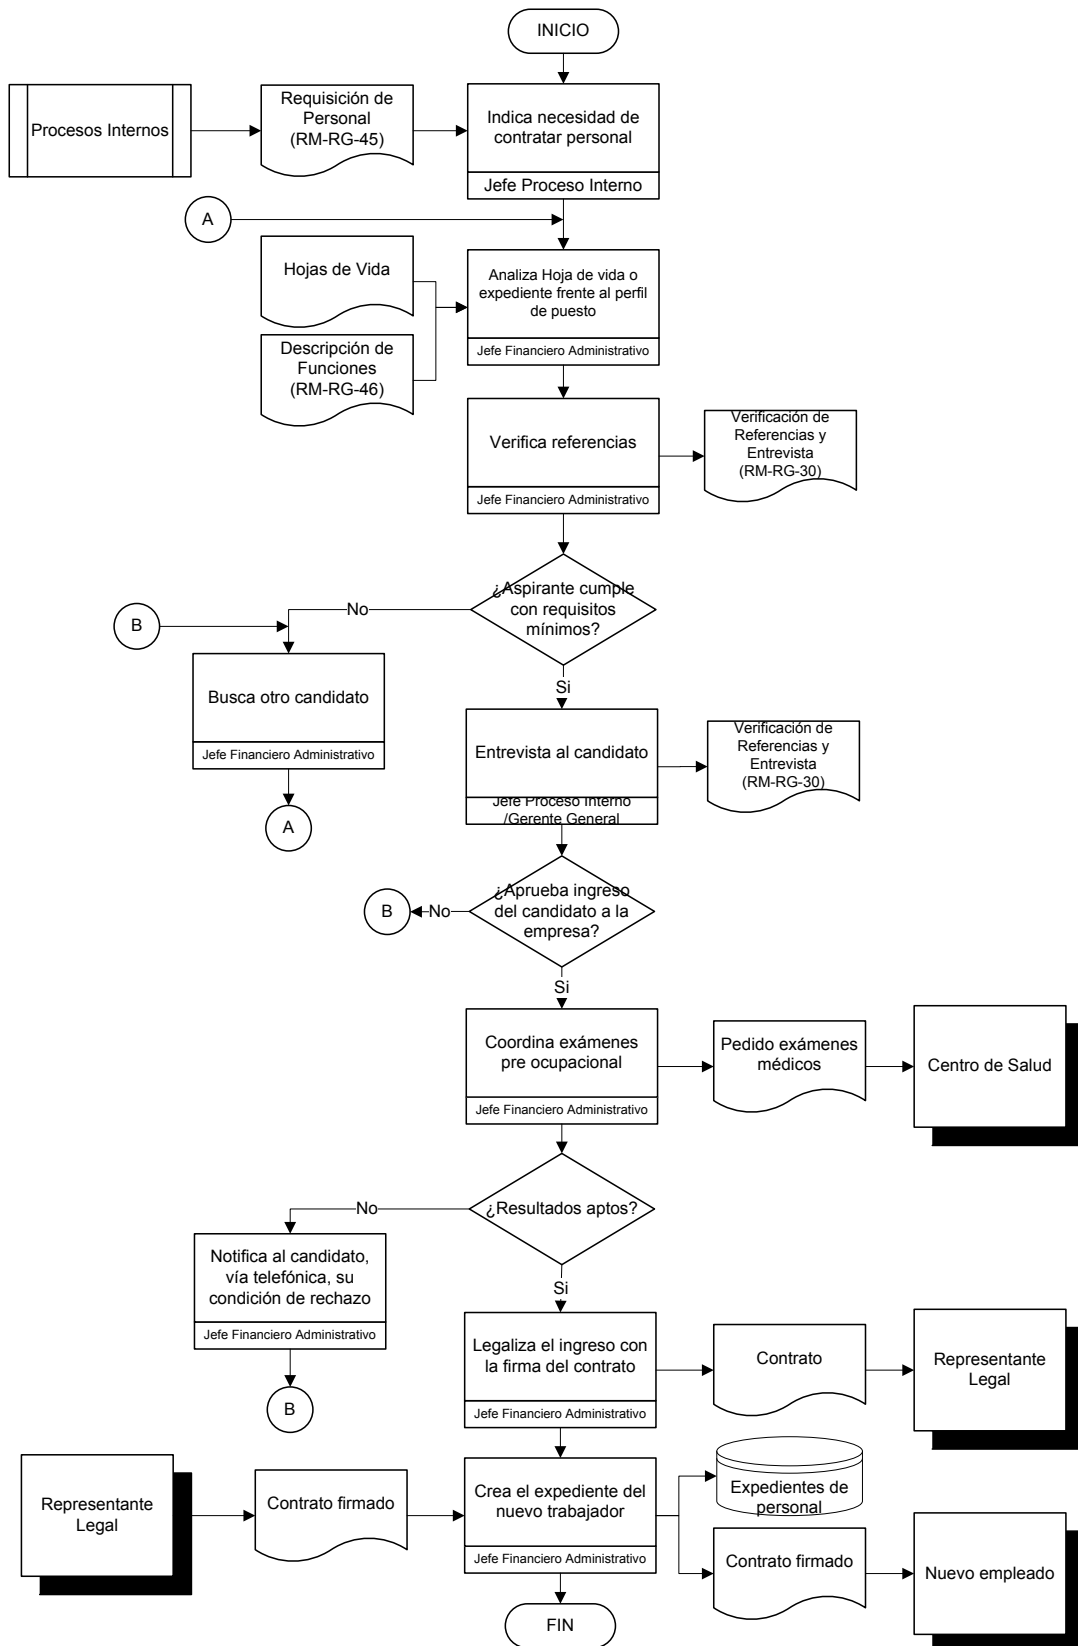 INICIO
Procesos Internos
Requisición de
Personal
(RM-RG-45)
Indica necesidad de
contratar personal
Jefe Proceso Interno
A
Hojas de Vida
Analiza Hoja de vida o
expediente frente al perfil
de puesto
Jefe Financiero Administrativo
Descripción de
Funciones
(RM-RG-46)
Verifica referencias
Jefe Financiero Administrativo
Verificación de
Referencias y
Entrevista
(RM-RG-30)
¿Aspirante cumple
con requisitos
mínimos?
No
B
Si
Busca otro candidato
Jefe Financiero Administrativo
A
Entrevista al candidato
Jefe Proceso Interno
/Gerente General
Verificación de
Referencias y
Entrevista
(RM-RG-30)
¿Aprueba ingreso
del candidato a la
empresa?
No
B
Si
Coordina exámenes
pre ocupacional
Jefe Financiero Administrativo
Pedido exámenes
médicos
Centro de Salud
¿Resultados aptos?
No
Si
Notifica al candidato,
vía telefónica, su
condición de rechazo
Jefe Financiero Administrativo
B
Legaliza el ingreso con
la firma del contrato
Jefe Financiero Administrativo
Contrato
Representante
Legal
Representante
Legal
Contrato firmado
Crea el expediente del
nuevo trabajador
Jefe Financiero Administrativo
Expedientes de
personal
Contrato firmado
Nuevo empleado
FIN